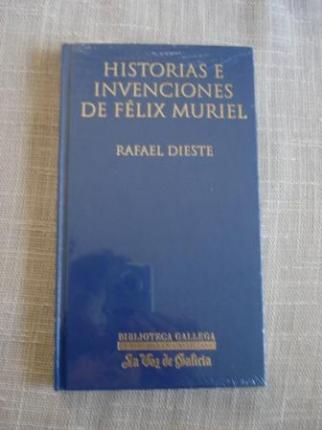 HISTORIAS E
INVENCIONES
DE FÉLIX MURIEL
RAFAEL DIESTE
BIBLIOTECA GALLEGA
La Voz de Galicia